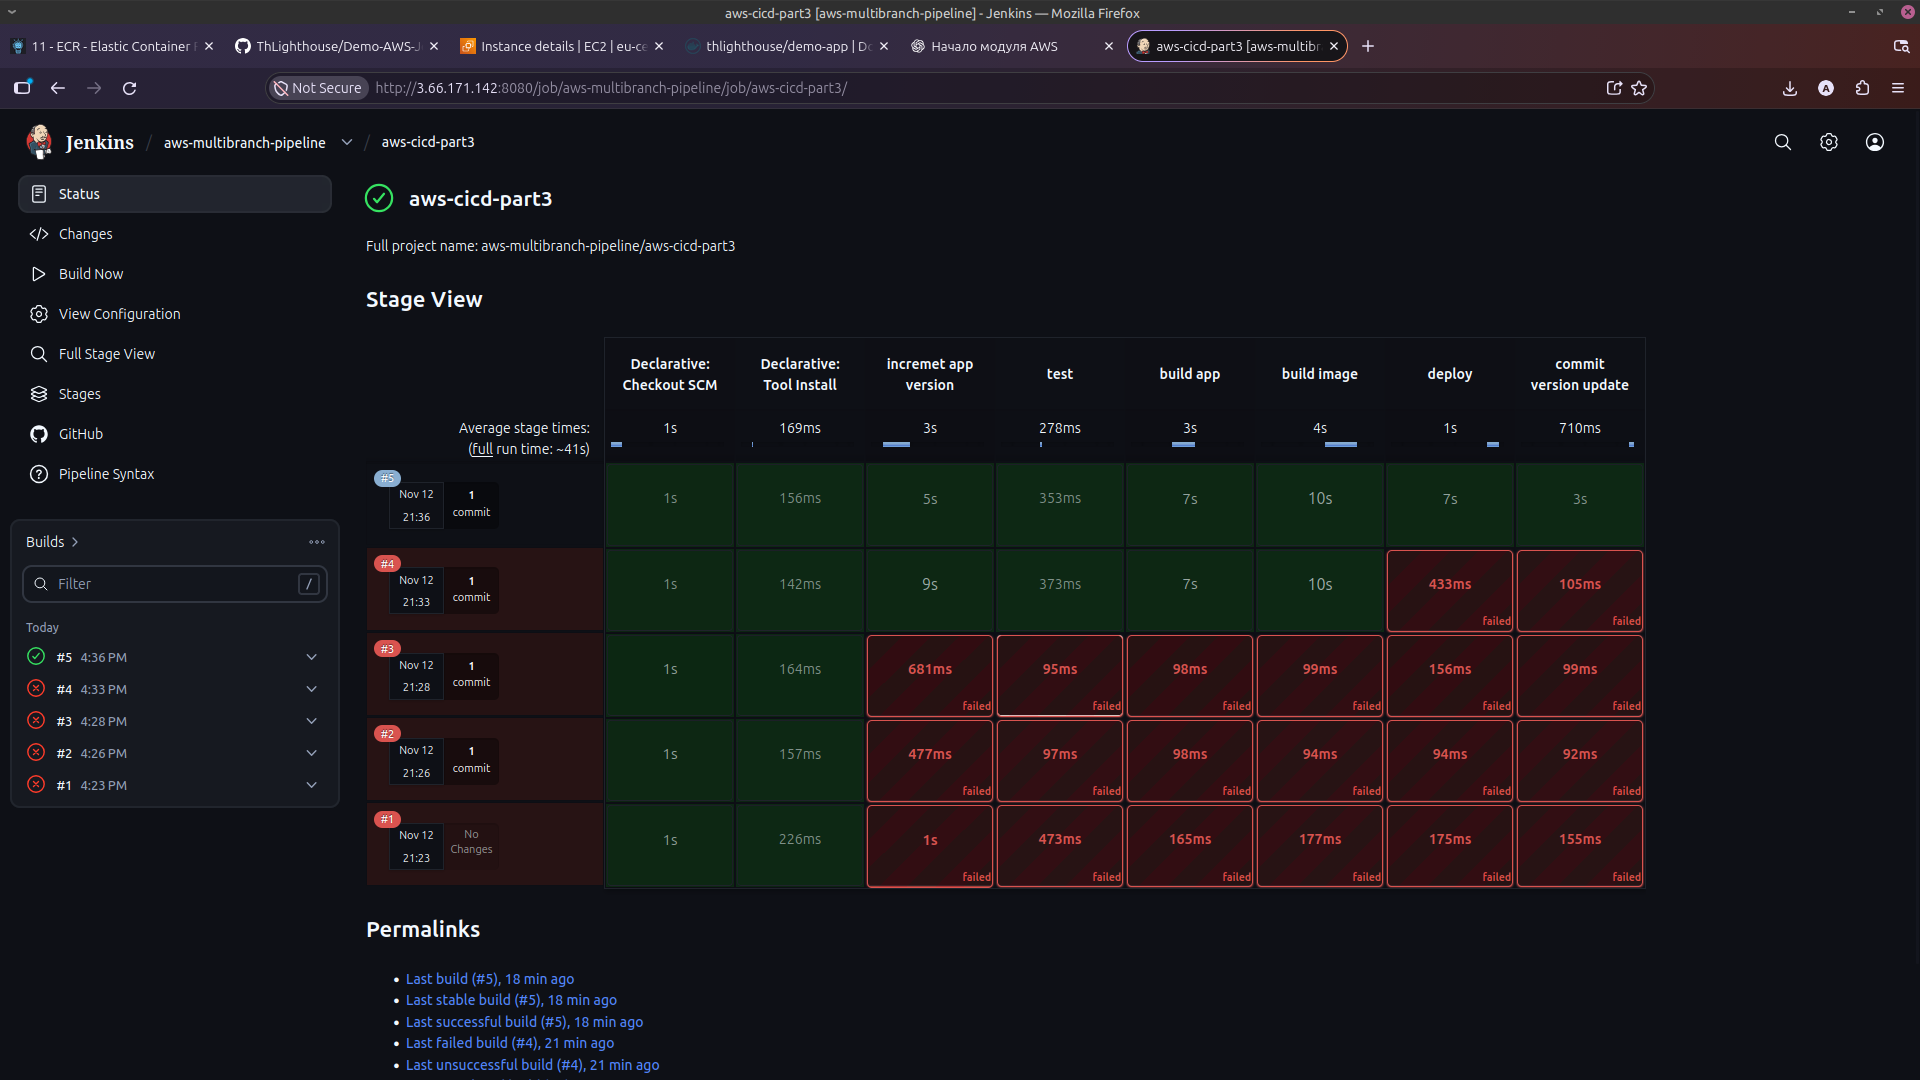 aws-cicd-part3 [aws-multibranch-pipeline] - Jenkins — Mozilla Firefox
11 - ECR - Elastic Container
ThLighthouse/Demo-AWS-J
Instance details | EC2 | eu-ce
thlighthouse/demo-app | Do
Начало модуля AWS
aws-cicd-part3 [aws-multibr
Not Secure
http://3.66.171.142:8080/job/aws-multibranch-pipeline/job/aws-cicd-part3/
Jenkins / aws-multibranch-pipeline / aws-cicd-part3
Status
Changes
Build Now
View Configuration
Full Stage View
Stages
GitHub
Pipeline Syntax
Builds
Filter /
Today
#5 4:36 PM
#4 4:33 PM
#3 4:28 PM
#2 4:26 PM
#1 4:23 PM
aws-cicd-part3
Full project name: aws-multibranch-pipeline/aws-cicd-part3
Stage View
Declarative: Checkout SCM
Declarative: Tool Install
incremet app version
test
build app
build image
deploy
commit version update
Average stage times:
(full run time: ~41s)
1s 169ms 3s 278ms 3s 4s 1s 710ms
#5
Nov 12 21:36
1 commit
1s 156ms 5s 353ms 7s 10s 7s 3s
#4
Nov 12 21:33
1 commit
1s 142ms 9s 373ms 7s 10s 433ms 105ms
failed failed
#3
Nov 12 21:28
1 commit
1s 164ms 681ms 95ms 98ms 99ms 156ms 99ms
failed failed failed failed failed failed
#2
Nov 12 21:26
1 commit
1s 157ms 477ms 97ms 98ms 94ms 94ms 92ms
failed failed failed failed failed failed
#1
Nov 12 21:23
No Changes
1s 226ms 1s 473ms 165ms 177ms 175ms 155ms
failed failed failed failed failed failed
Permalinks
Last build (#5), 18 min ago
Last stable build (#5), 18 min ago
Last successful build (#5), 18 min ago
Last failed build (#4), 21 min ago
Last unsuccessful build (#4), 21 min ago